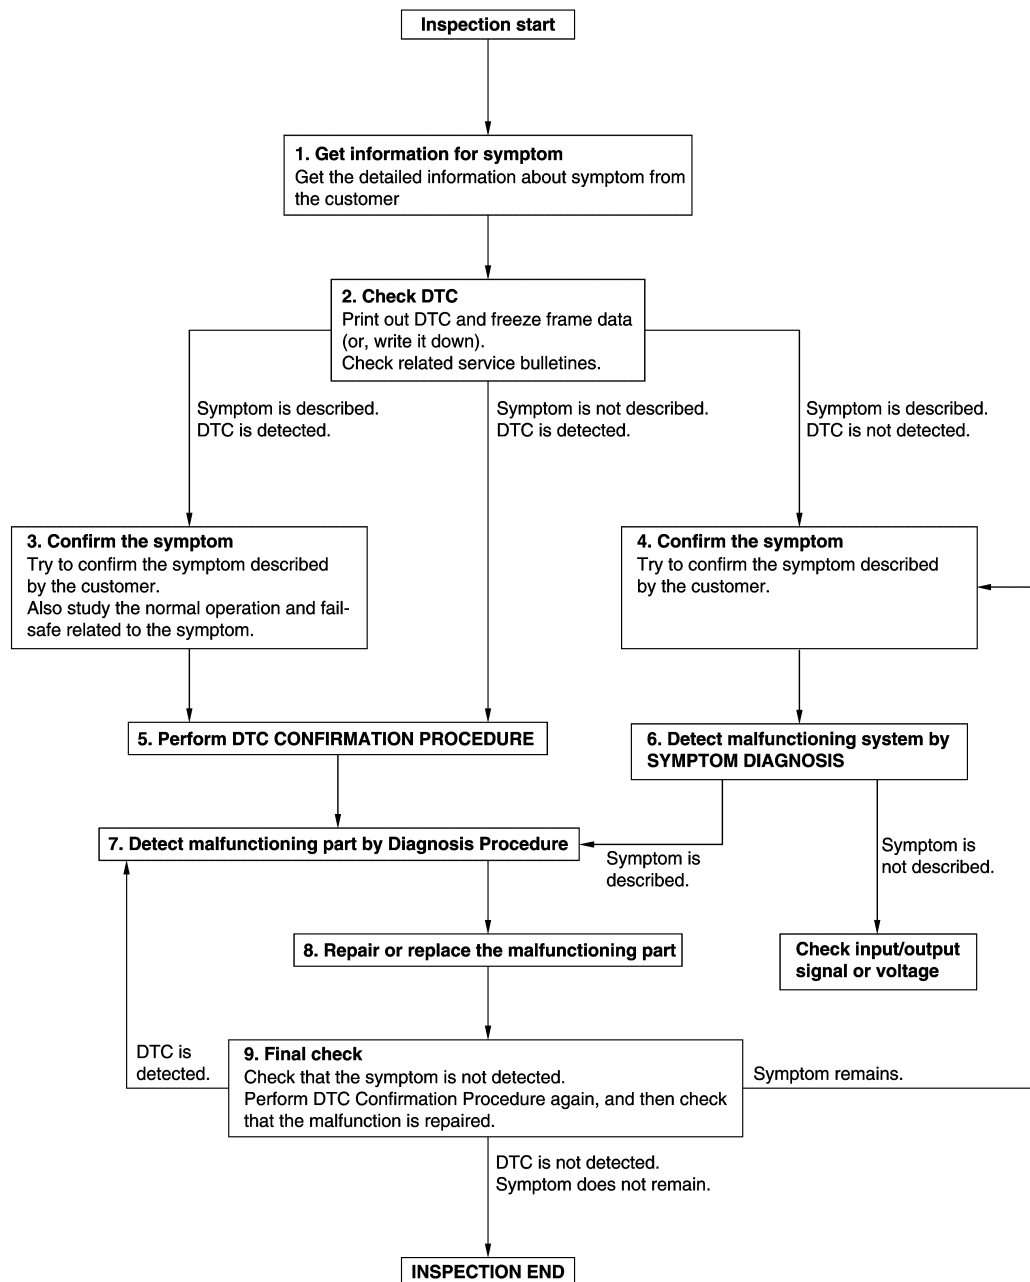 Inspection start
1. Get information for symptom
Get the detailed information about symptom from
the customer
2. Check DTC
Print out DTC and freeze frame data
(or, write it down).
Check related service bulletines.
Symptom is described.
DTC is detected.
Symptom is not described.
DTC is detected.
Symptom is described.
DTC is not detected.
3. Confirm the symptom
Try to confirm the symptom described
by the customer.
Also study the normal operation and fail-
safe related to the symptom.
4. Confirm the symptom
Try to confirm the symptom described
by the customer.
5. Perform DTC CONFIRMATION PROCEDURE
6. Detect malfunctioning system by
SYMPTOM DIAGNOSIS
7. Detect malfunctioning part by Diagnosis Procedure
Symptom is
described.
Symptom is
not described.
8. Repair or replace the malfunctioning part
Check input/output
signal or voltage
DTC is
detected.
9. Final check
Check that the symptom is not detected.
Perform DTC Confirmation Procedure again, and then check
that the malfunction is repaired.
Symptom remains.
DTC is not detected.
Symptom does not remain.
INSPECTION END